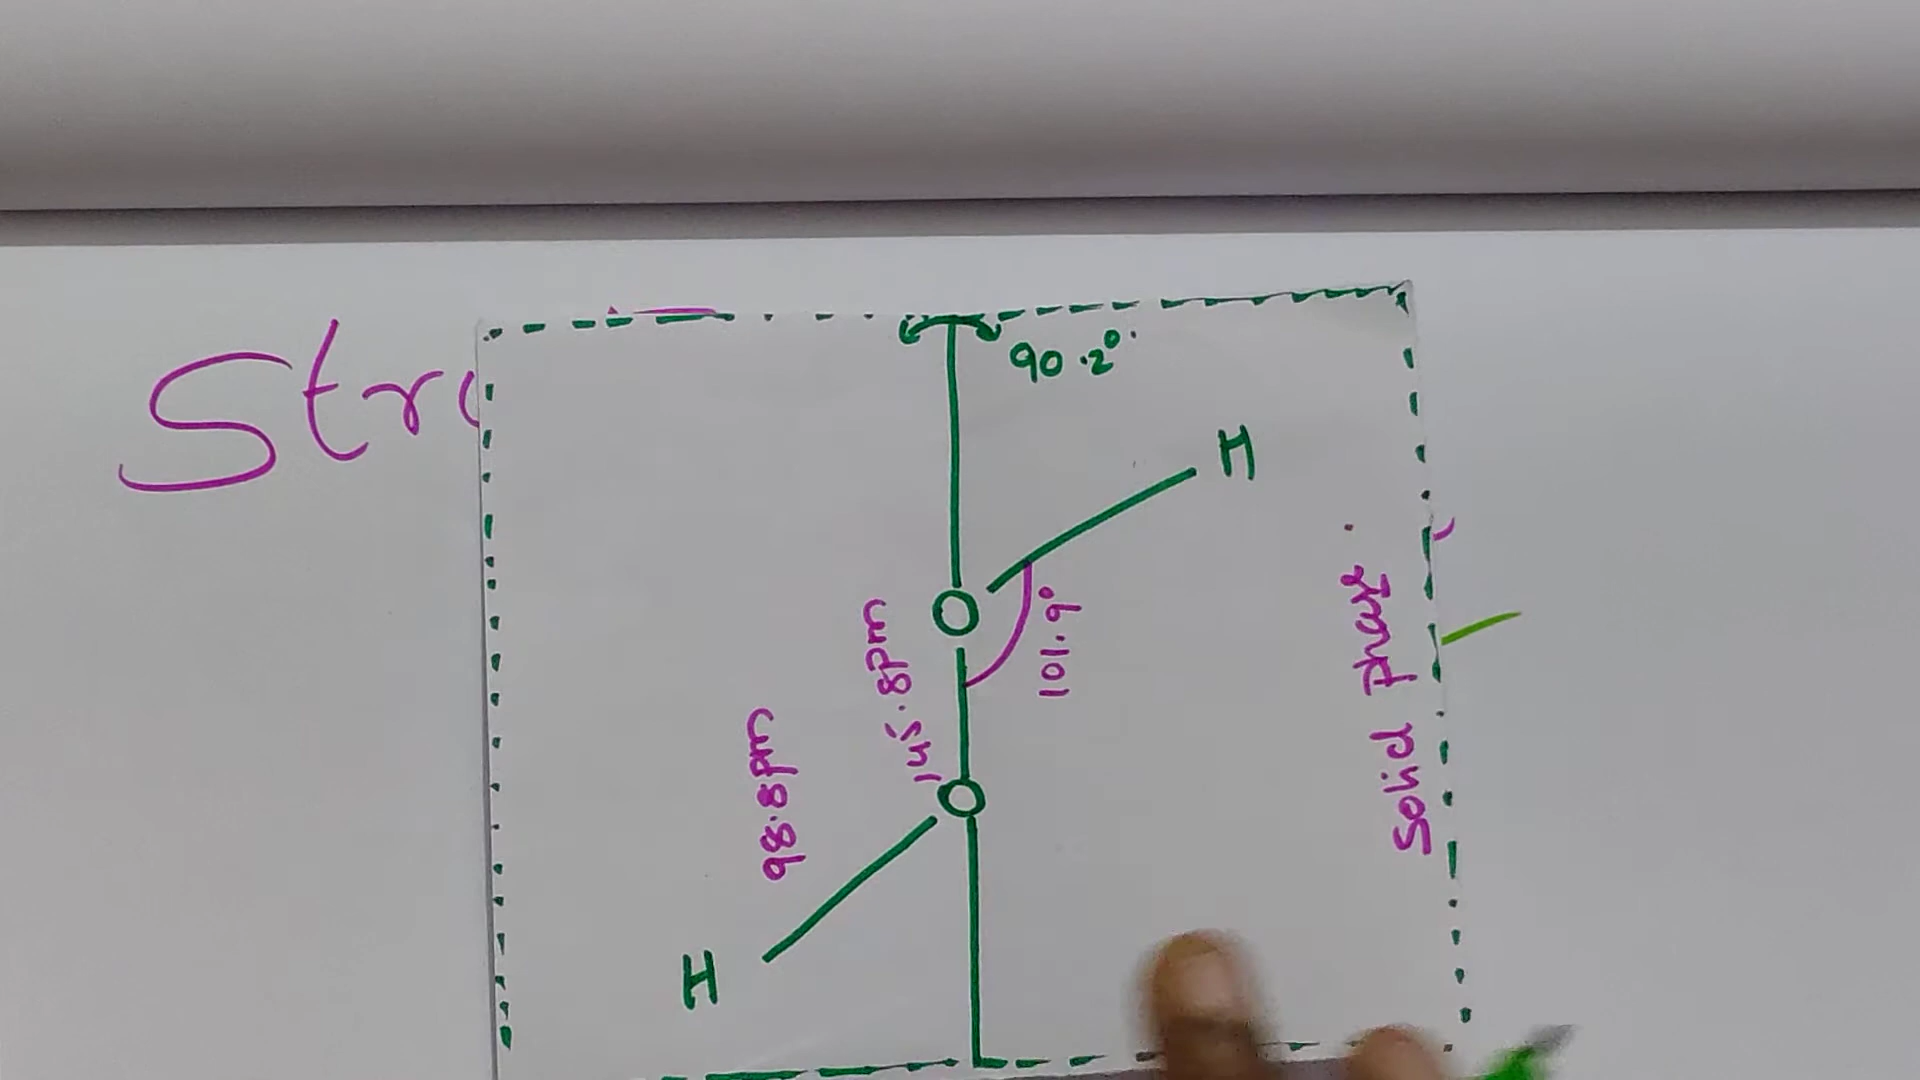 Str
90.2°
H
O
101.9°
145.8pm
98.8pm
O
H
Solid phase.